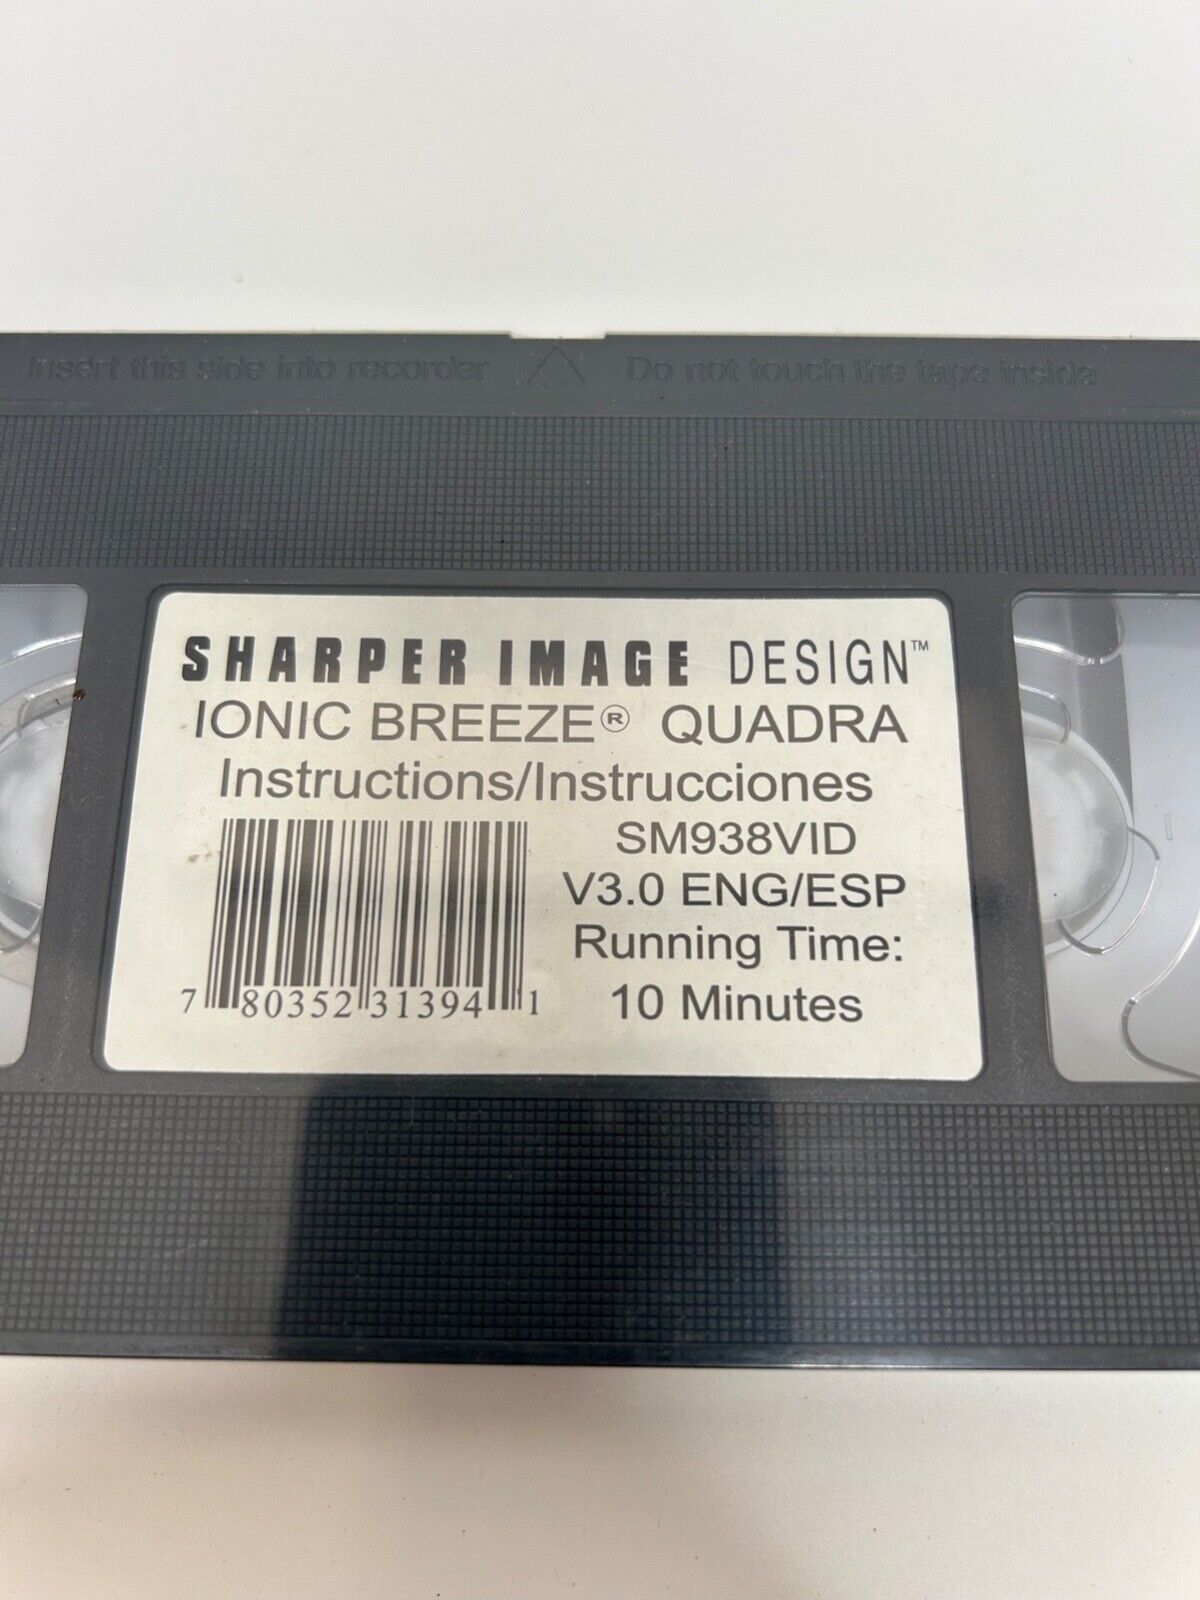 Insert this side into recorder Do not touch the tape inside
SHARPER IMAGE DESIGN™
IONIC BREEZE® QUADRA
Instructions/Instrucciones
SM938VID
V3.0 ENG/ESP
Running Time:
10 Minutes
7 80352 31394 1